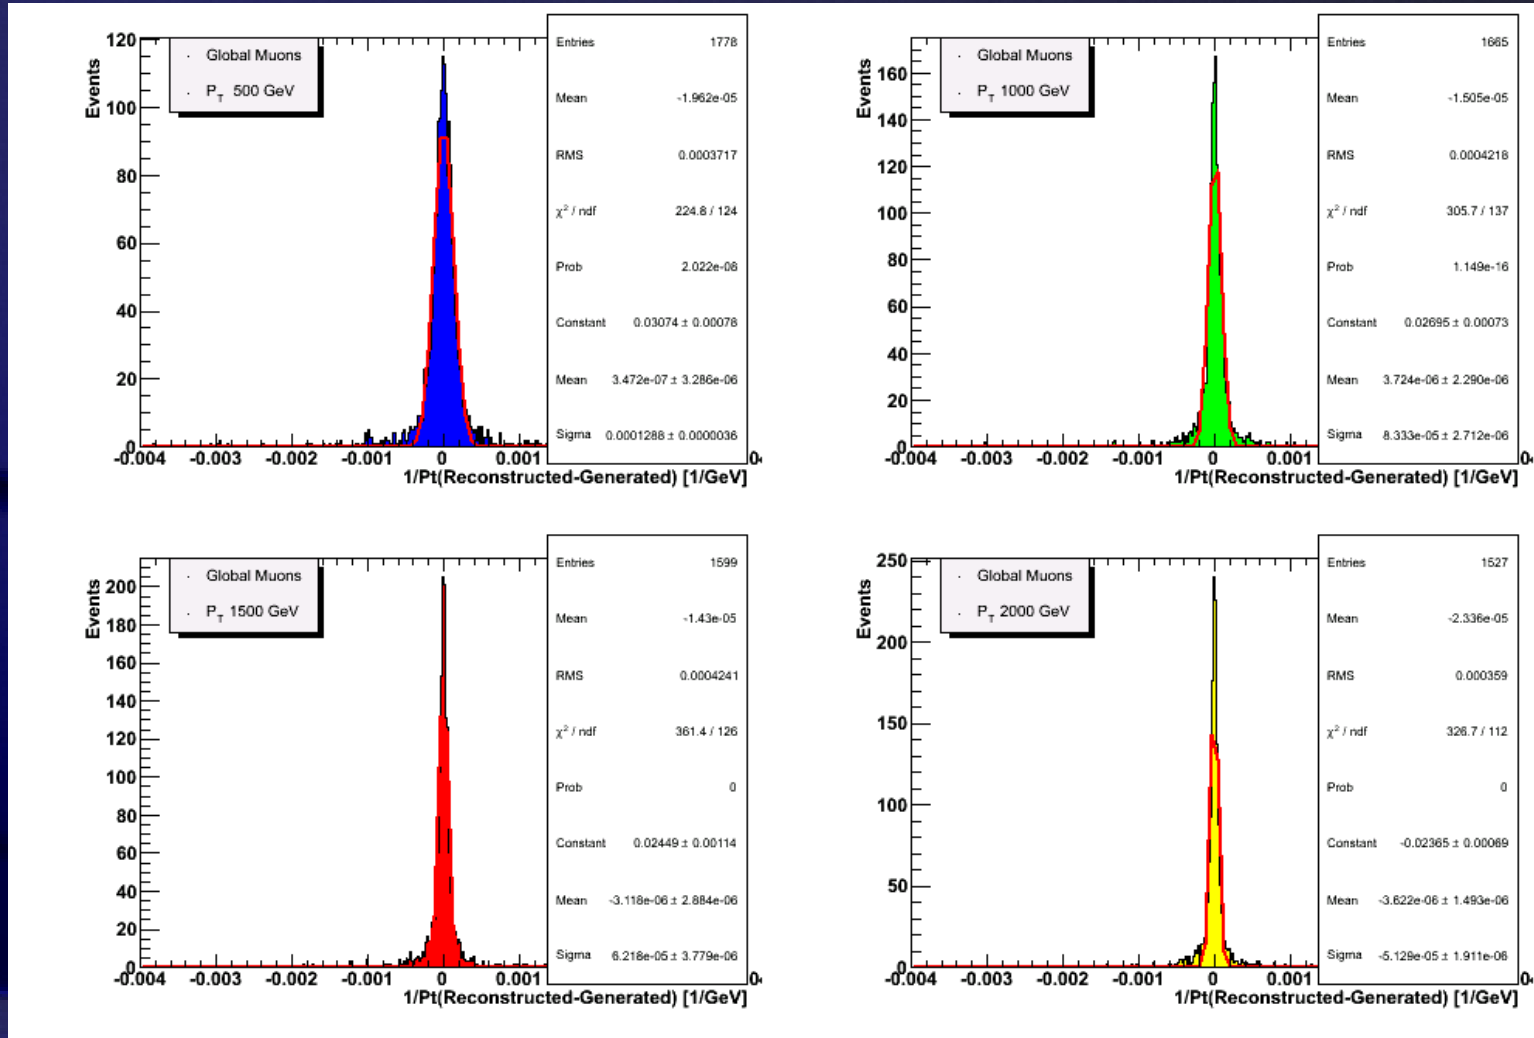 Global Muons
P_T 500 GeV
Events
120
100
80
60
40
20
0
-0.004 -0.003 -0.002 -0.001 0 0.001
1/Pt(Reconstructed-Generated) [1/GeV]
Entries 1778
Mean -1.962e-05
RMS 0.0003717
χ² / ndf 224.8 / 124
Prob 2.022e-08
Constant 0.03074 ± 0.00078
Mean 3.472e-07 ± 3.286e-06
Sigma 0.0001288 ± 0.0000036
Global Muons
P_T 1000 GeV
Events
160
140
120
100
80
60
40
20
0
-0.004 -0.003 -0.002 -0.001 0 0.001
1/Pt(Reconstructed-Generated) [1/GeV]
Entries 1665
Mean -1.505e-05
RMS 0.0004218
χ² / ndf 305.7 / 137
Prob 1.149e-16
Constant 0.02695 ± 0.00073
Mean 3.724e-06 ± 2.290e-06
Sigma 8.333e-05 ± 2.712e-06
Global Muons
P_T 1500 GeV
Events
200
180
160
140
120
100
80
60
40
20
0
-0.004 -0.003 -0.002 -0.001 0 0.001
1/Pt(Reconstructed-Generated) [1/GeV]
Entries 1599
Mean -1.43e-05
RMS 0.0004241
χ² / ndf 361.4 / 126
Prob 0
Constant 0.02449 ± 0.00114
Mean -3.118e-06 ± 2.884e-06
Sigma 6.218e-05 ± 3.779e-06
Global Muons
P_T 2000 GeV
Events
250
200
150
100
50
0
-0.004 -0.003 -0.002 -0.001 0 0.001
1/Pt(Reconstructed-Generated) [1/GeV]
Entries 1527
Mean -2.336e-05
RMS 0.000359
χ² / ndf 326.7 / 112
Prob 0
Constant -0.02365 ± 0.00069
Mean -3.622e-06 ± 1.493e-06
Sigma -5.129e-05 ± 1.911e-06